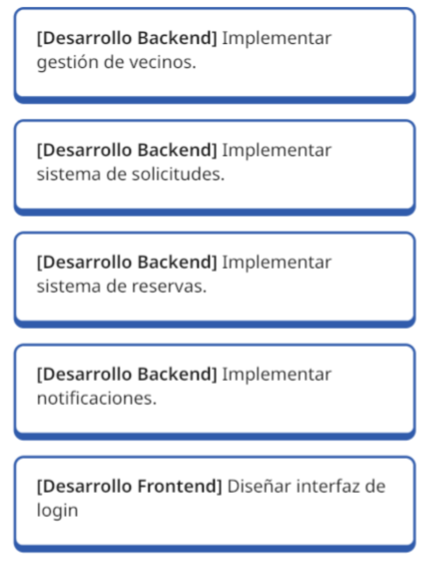 [Desarrollo Backend] Implementar
gestión de vecinos.
[Desarrollo Backend] Implementar
sistema de solicitudes.
[Desarrollo Backend] Implementar
sistema de reservas.
[Desarrollo Backend] Implementar
notificaciones.
[Desarrollo Frontend] Diseñar interfaz de
login